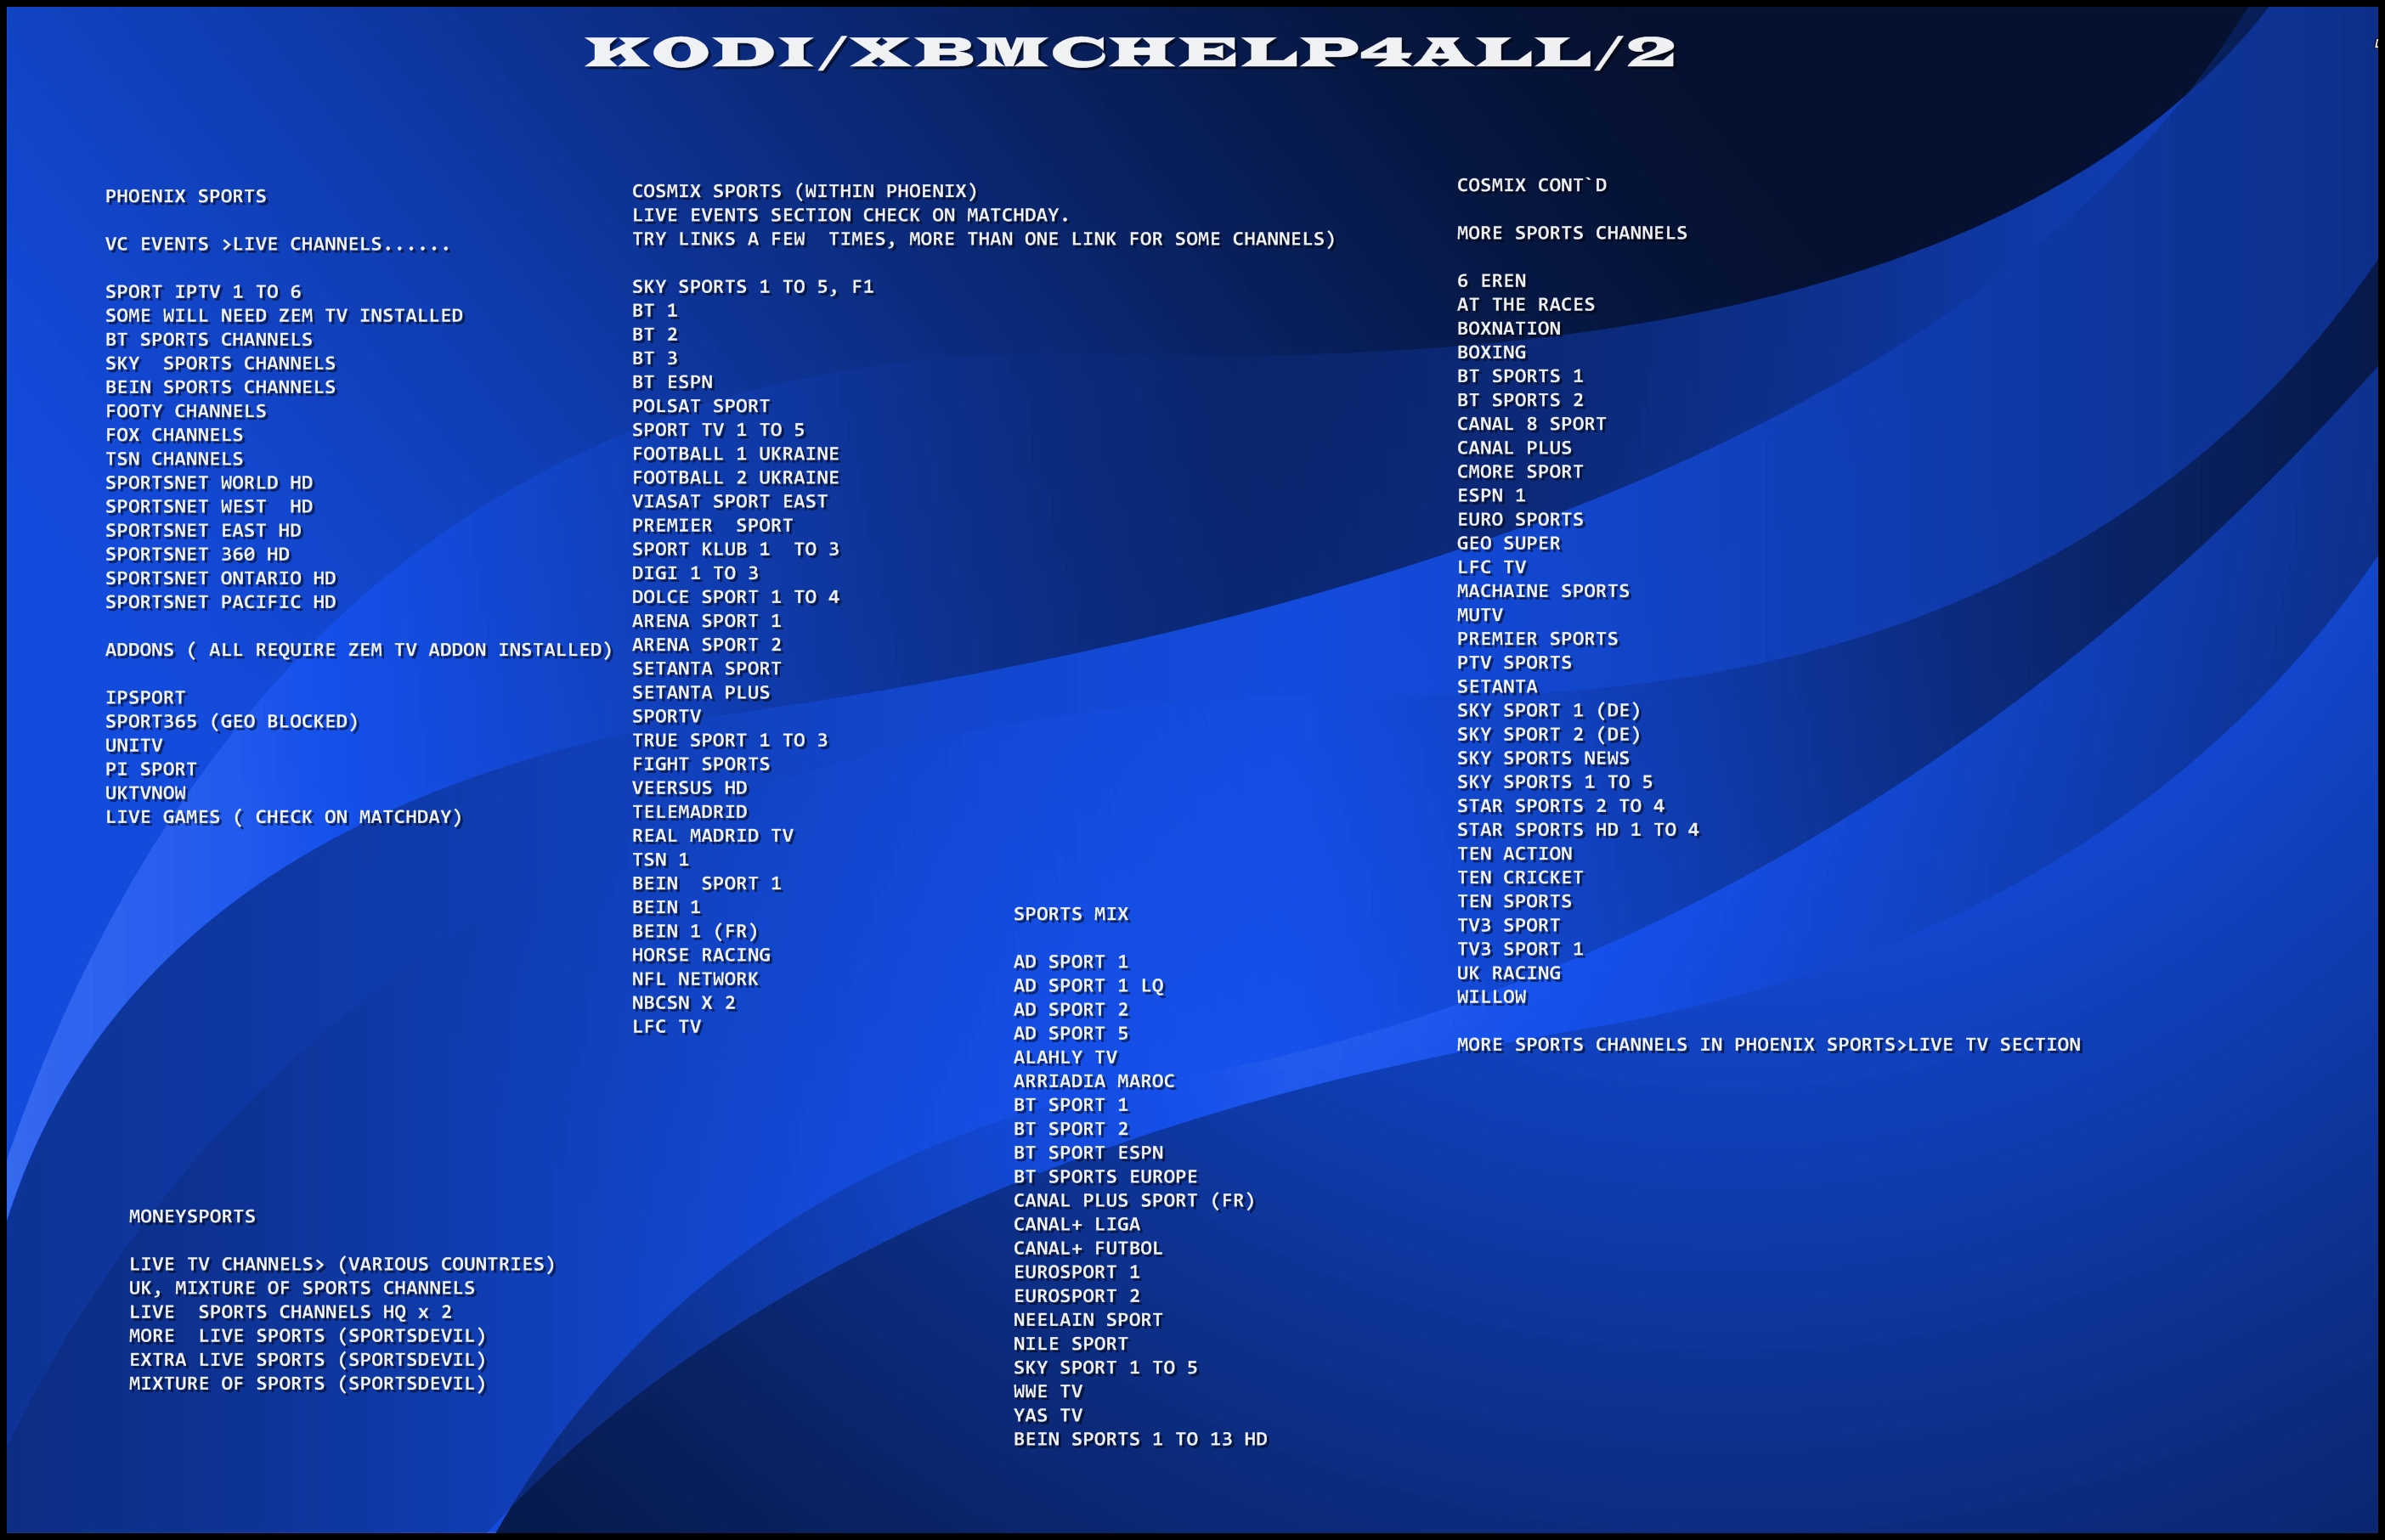 KODI/XBMCHELP4ALL/2
PHOENIX SPORTS
VC EVENTS >LIVE CHANNELS......
SPORT IPTV 1 TO 6
SOME WILL NEED ZEM TV INSTALLED
BT SPORTS CHANNELS
SKY  SPORTS CHANNELS
BEIN SPORTS CHANNELS
FOOTY CHANNELS
FOX CHANNELS
TSN CHANNELS
SPORTSNET WORLD HD
SPORTSNET WEST  HD
SPORTSNET EAST HD
SPORTSNET 360 HD
SPORTSNET ONTARIO HD
SPORTSNET PACIFIC HD
ADDONS ( ALL REQUIRE ZEM TV ADDON INSTALLED)
IPSPORT
SPORT365 (GEO BLOCKED)
UNITV
PI SPORT
UKTVNOW
LIVE GAMES ( CHECK ON MATCHDAY)
MONEYSPORTS
LIVE TV CHANNELS> (VARIOUS COUNTRIES)
UK, MIXTURE OF SPORTS CHANNELS
LIVE  SPORTS CHANNELS HQ x 2
MORE  LIVE SPORTS (SPORTSDEVIL)
EXTRA LIVE SPORTS (SPORTSDEVIL)
MIXTURE OF SPORTS (SPORTSDEVIL)
COSMIX SPORTS (WITHIN PHOENIX)
LIVE EVENTS SECTION CHECK ON MATCHDAY.
TRY LINKS A FEW  TIMES, MORE THAN ONE LINK FOR SOME CHANNELS)
SKY SPORTS 1 TO 5, F1
BT 1
BT 2
BT 3
BT ESPN
POLSAT SPORT
SPORT TV 1 TO 5
FOOTBALL 1 UKRAINE
FOOTBALL 2 UKRAINE
VIASAT SPORT EAST
PREMIER  SPORT
SPORT KLUB 1  TO 3
DIGI 1 TO 3
DOLCE SPORT 1 TO 4
ARENA SPORT 1
ARENA SPORT 2
SETANTA SPORT
SETANTA PLUS
SPORTV
TRUE SPORT 1 TO 3
FIGHT SPORTS
VEERSUS HD
TELEMADRID
REAL MADRID TV
TSN 1
BEIN  SPORT 1
BEIN 1
BEIN 1 (FR)
HORSE RACING
NFL NETWORK
NBCSN X 2
LFC TV
SPORTS MIX
AD SPORT 1
AD SPORT 1 LQ
AD SPORT 2
AD SPORT 5
ALAHLY TV
ARRIADIA MAROC
BT SPORT 1
BT SPORT 2
BT SPORT ESPN
BT SPORTS EUROPE
CANAL PLUS SPORT (FR)
CANAL+ LIGA
CANAL+ FUTBOL
EUROSPORT 1
EUROSPORT 2
NEELAIN SPORT
NILE SPORT
SKY SPORT 1 TO 5
WWE TV
YAS TV
BEIN SPORTS 1 TO 13 HD
COSMIX CONT`D
MORE SPORTS CHANNELS
6 EREN
AT THE RACES
BOXNATION
BOXING
BT SPORTS 1
BT SPORTS 2
CANAL 8 SPORT
CANAL PLUS
CMORE SPORT
ESPN 1
EURO SPORTS
GEO SUPER
LFC TV
MACHAINE SPORTS
MUTV
PREMIER SPORTS
PTV SPORTS
SETANTA
SKY SPORT 1 (DE)
SKY SPORT 2 (DE)
SKY SPORTS NEWS
SKY SPORTS 1 TO 5
STAR SPORTS 2 TO 4
STAR SPORTS HD 1 TO 4
TEN ACTION
TEN CRICKET
TEN SPORTS
TV3 SPORT
TV3 SPORT 1
UK RACING
WILLOW
MORE SPORTS CHANNELS IN PHOENIX SPORTS>LIVE TV SECTION